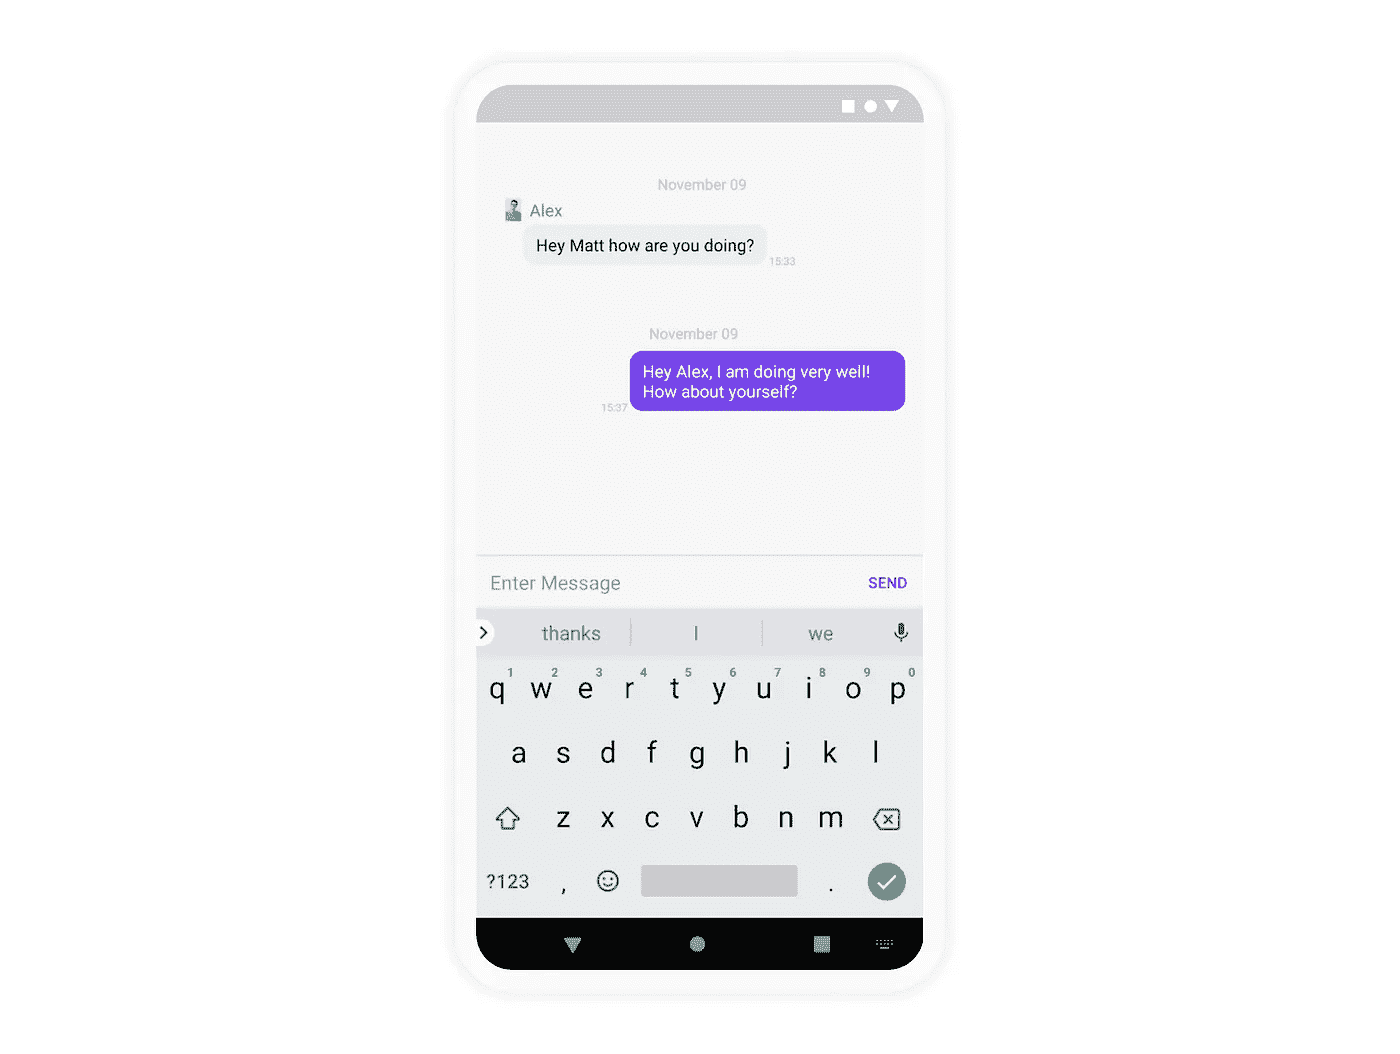 November 09
Alex
Hey Matt how are you doing?
15:33
November 09
Hey Alex, I am doing very well!
How about yourself?
15:37
Enter Message SEND
thanks I we
1 2 3 4 5 6 7 8 9 0
q w e r t y u i o p
a s d f g h j k l
z x c v b n m
?123 , .